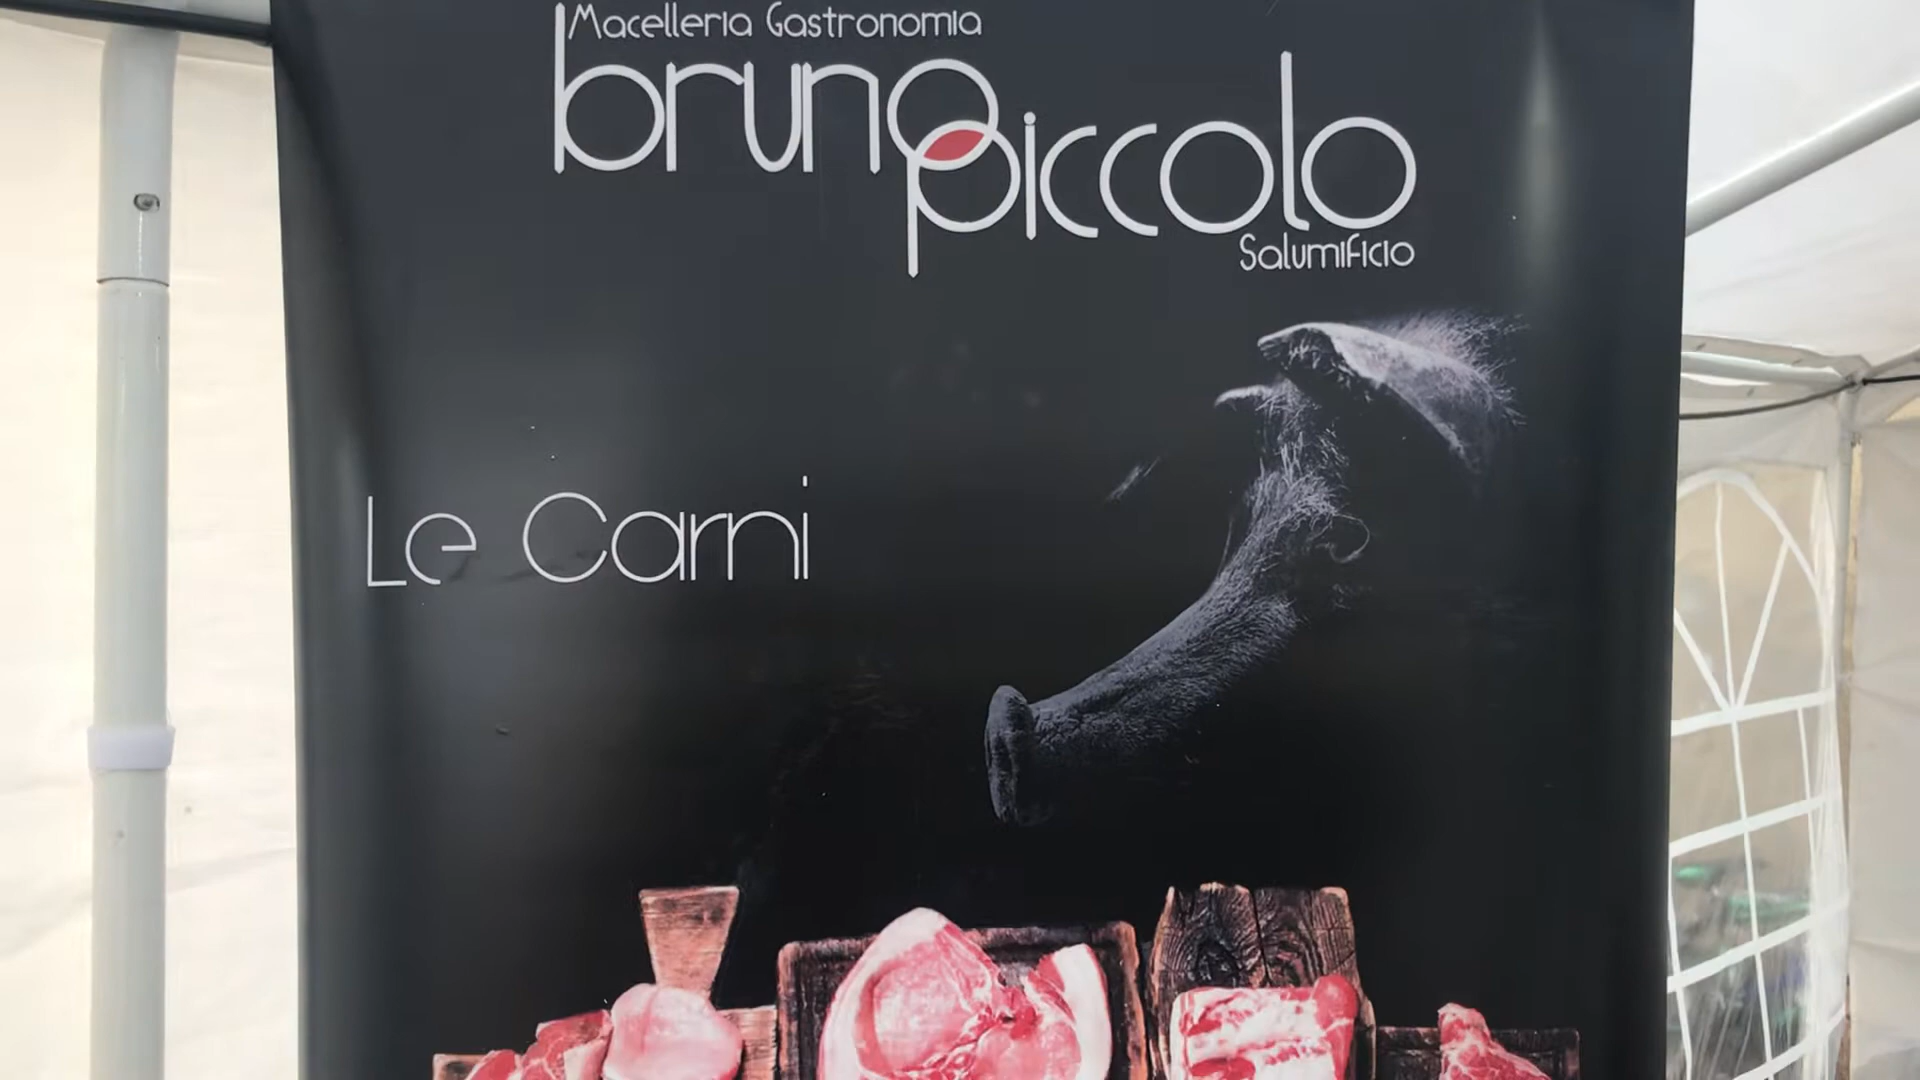 Macelleria Gastronomia
bruno
piccolo
Salumificio
Le Carni